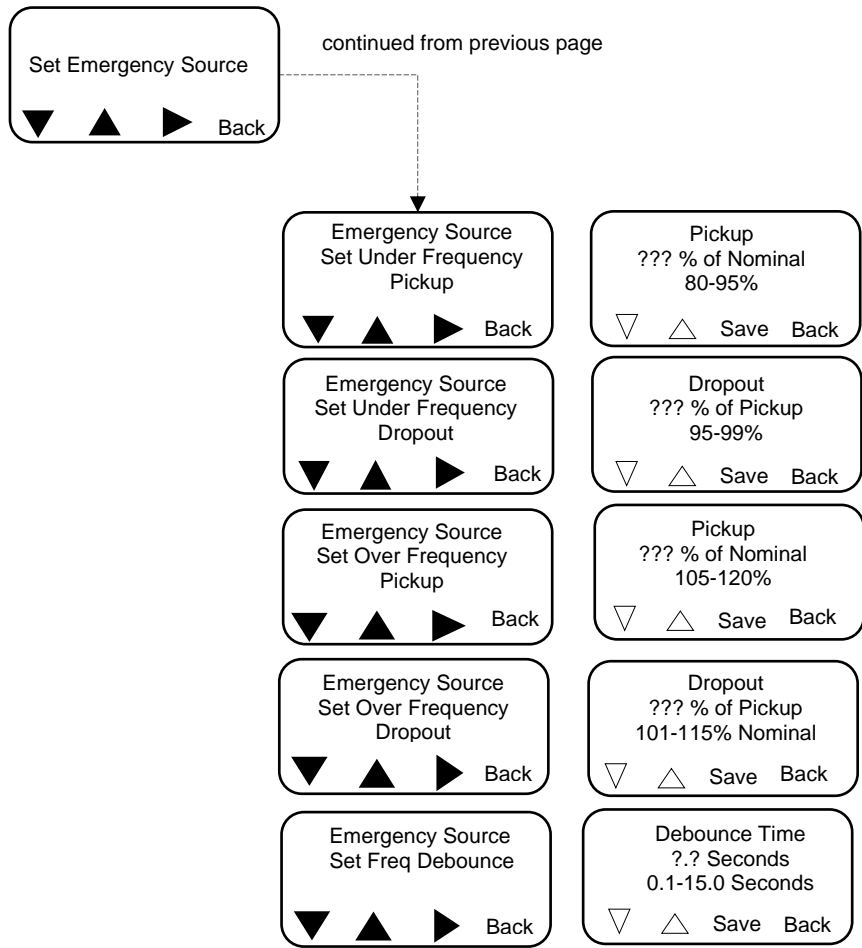 Set Emergency Source
Back
continued from previous page
Emergency Source
Set Under Frequency
Pickup
Back
Pickup
??? % of Nominal
80-95%
Save Back
Emergency Source
Set Under Frequency
Dropout
Back
Dropout
??? % of Pickup
95-99%
Save Back
Emergency Source
Set Over Frequency
Pickup
Back
Pickup
??? % of Nominal
105-120%
Save Back
Emergency Source
Set Over Frequency
Dropout
Back
Dropout
??? % of Pickup
101-115% Nominal
Save Back
Emergency Source
Set Freq Debounce
Back
Debounce Time
?.? Seconds
0.1-15.0 Seconds
Save Back